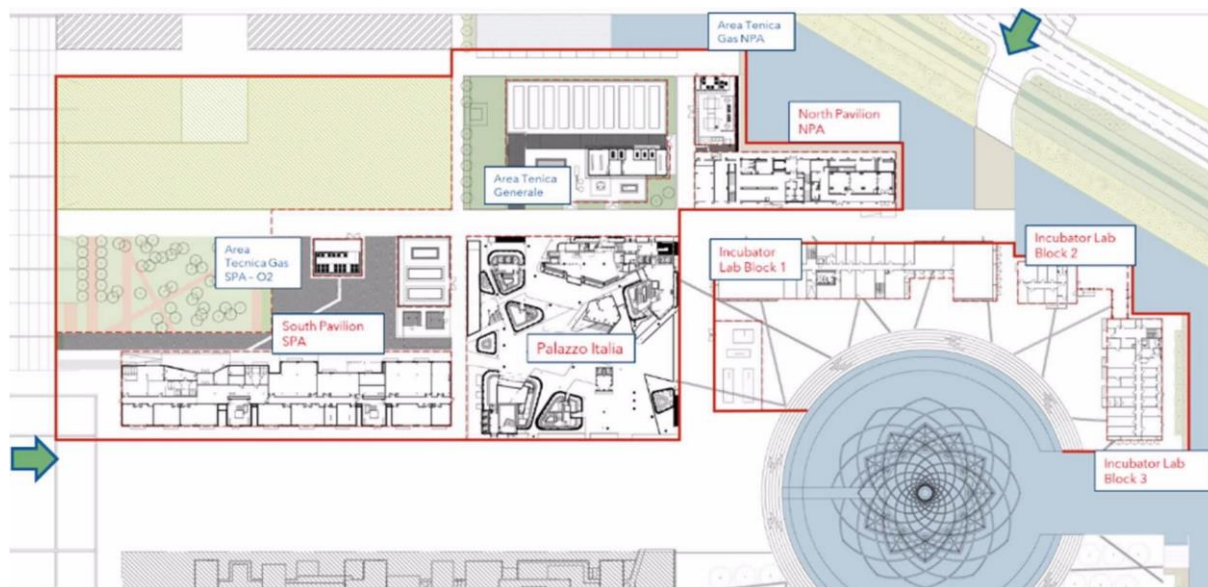 Area Tenica
Gas NPA
North Pavilion
NPA
Area Tenica
Generale
Area
Tecnica Gas
SPA - O2
Incubator
Lab Block 1
Incubator Lab
Block 2
South Pavilion
SPA
Palazzo Italia
Incubator Lab
Block 3